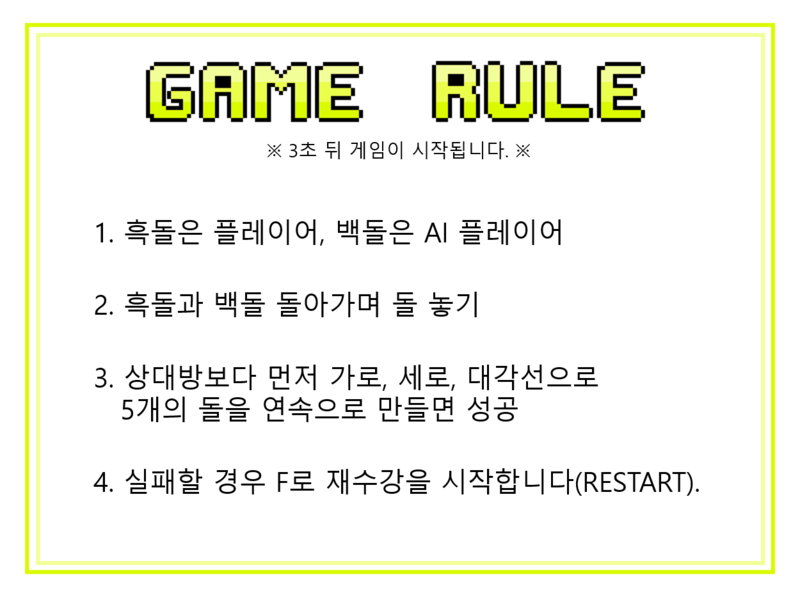 GAME RULE
※ 3초 뒤 게임이 시작됩니다. ※
1. 흑돌은 플레이어, 백돌은 AI 플레이어
2. 흑돌과 백돌 돌아가며 돌 놓기
3. 상대방보다 먼저 가로, 세로, 대각선으로
5개의 돌을 연속으로 만들면 성공
4. 실패할 경우 F로 재수강을 시작합니다(RESTART).